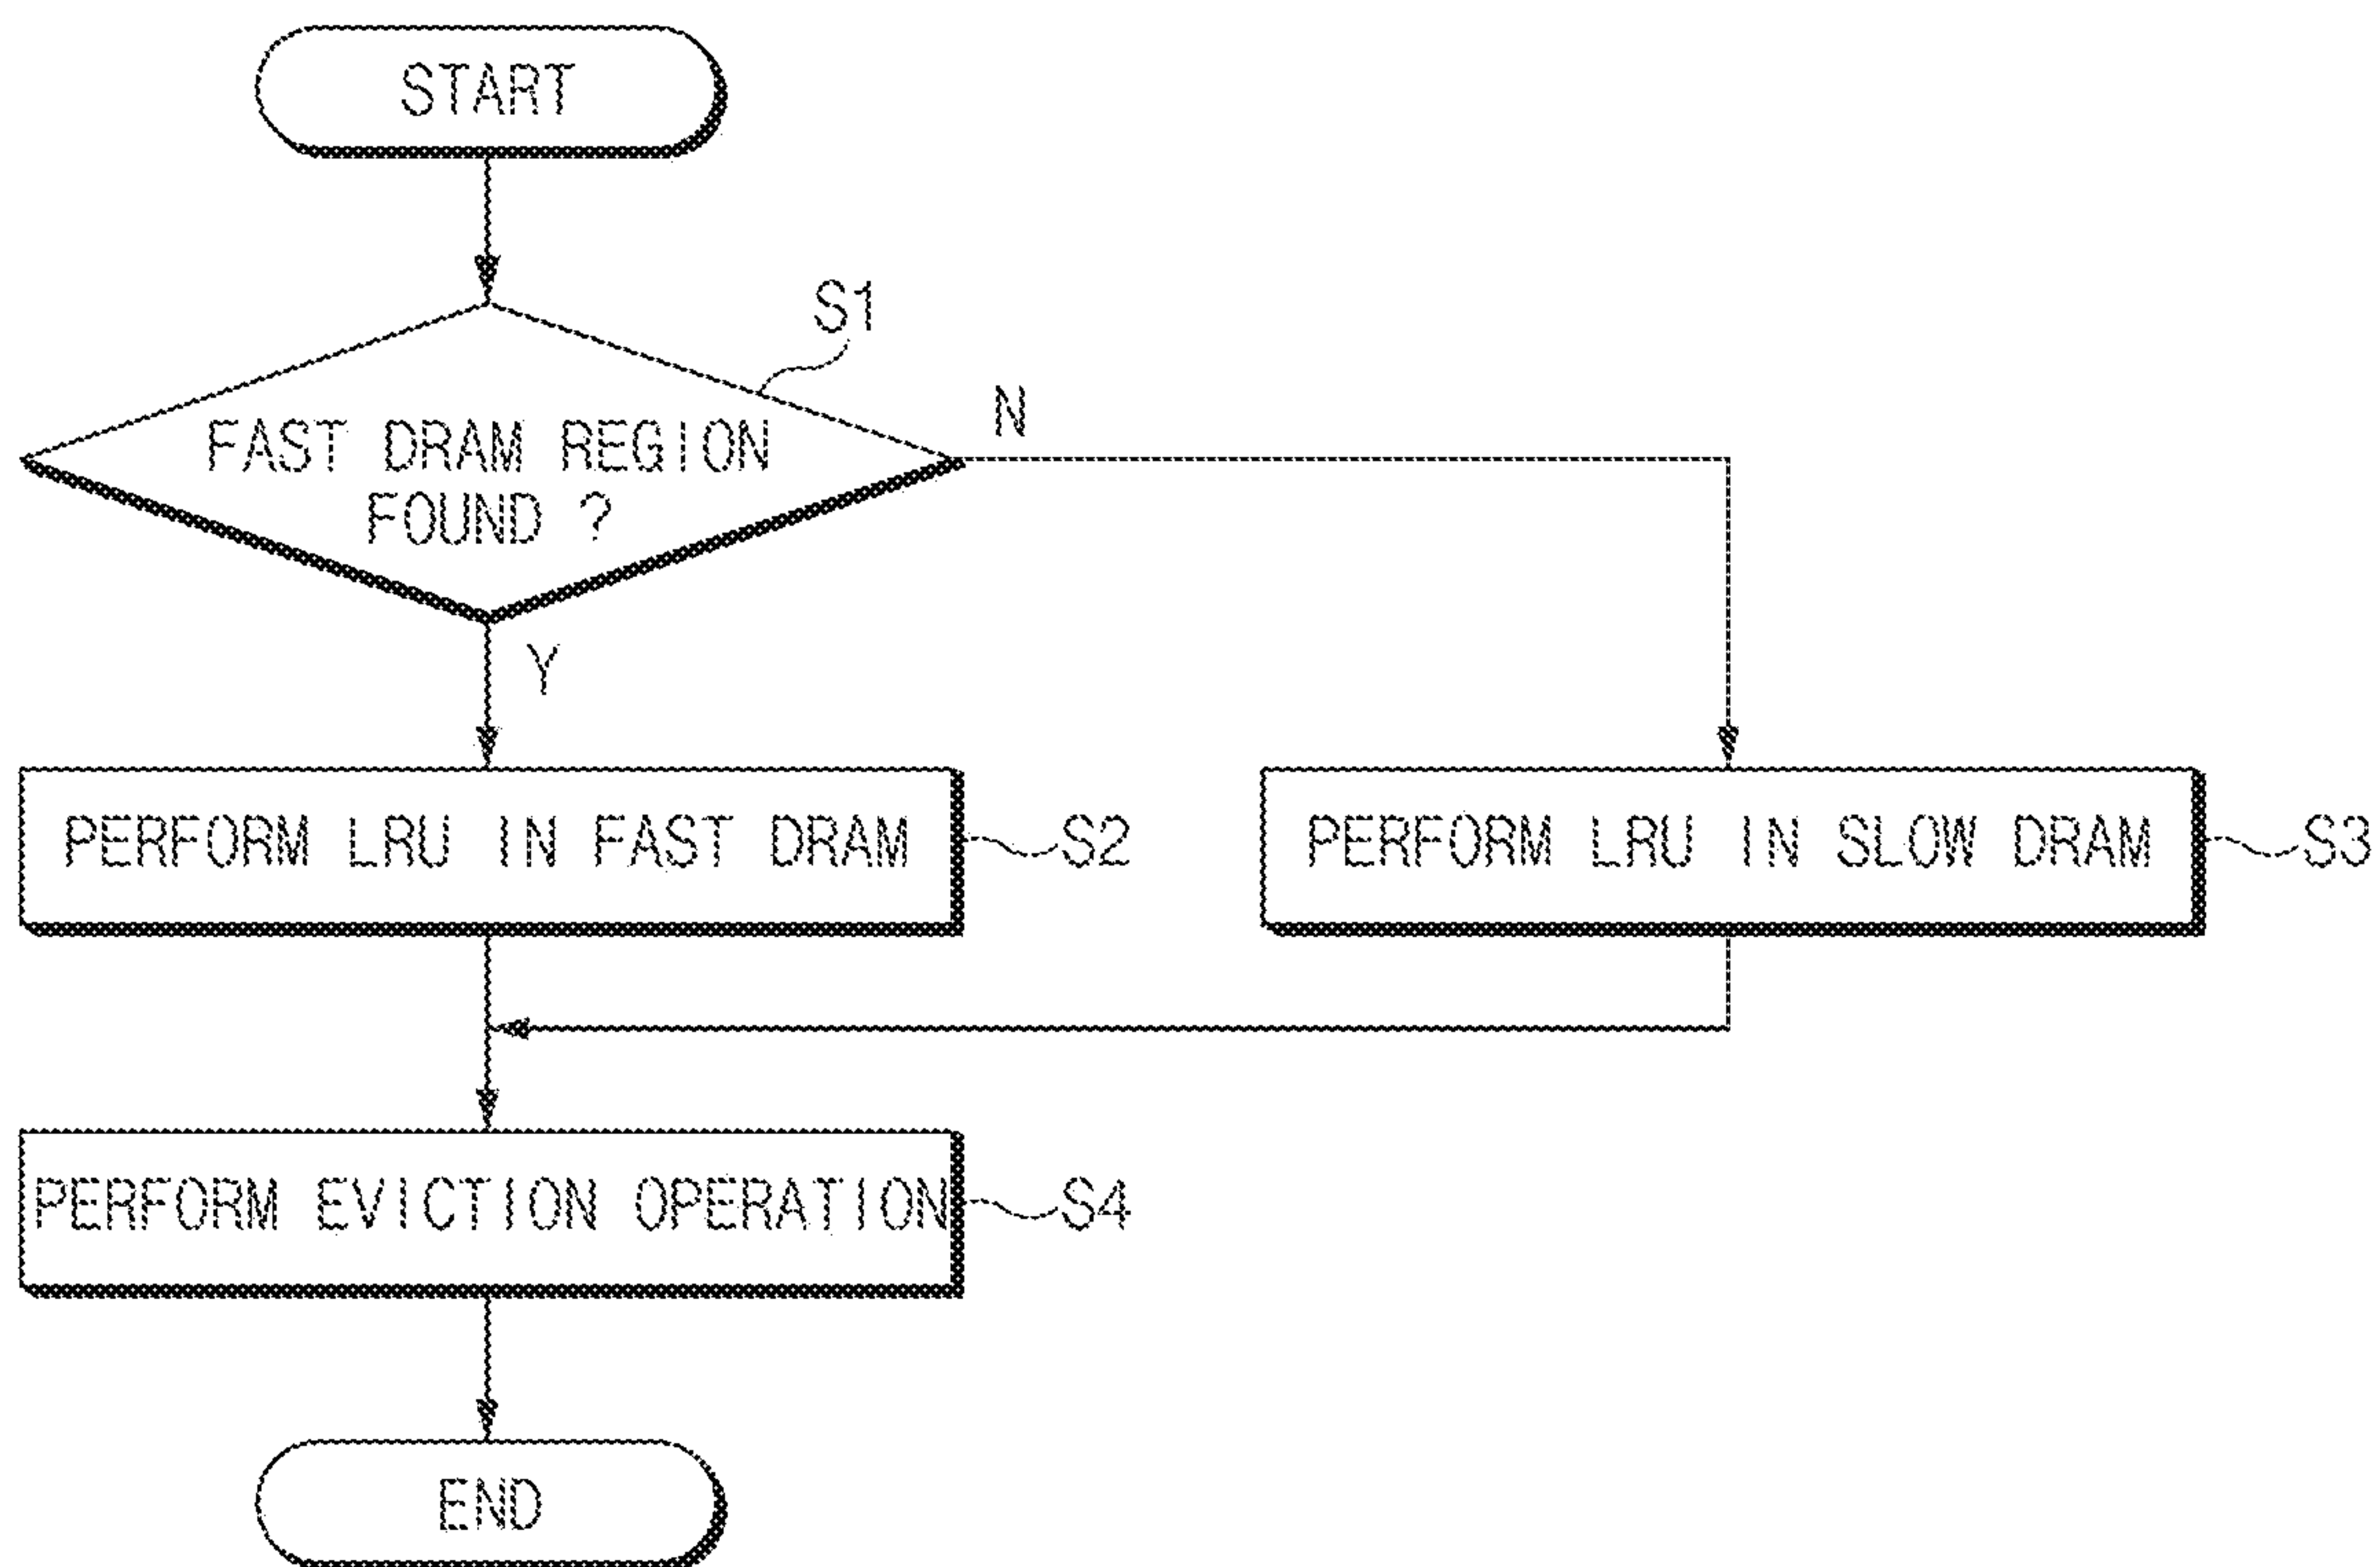 START
S1
FAST DRAM REGION
FOUND ?
N
Y
PERFORM LRU IN FAST DRAM
S2
PERFORM LRU IN SLOW DRAM
S3
PERFORM EVICTION OPERATION
S4
END